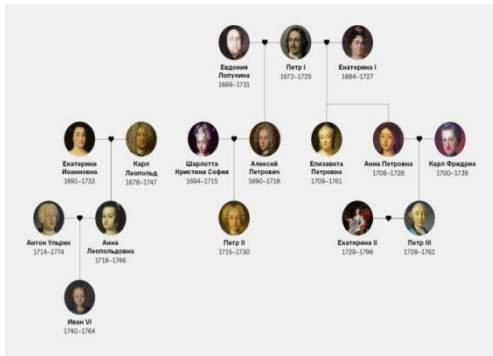 Евдокия
Лопухина
1669–1731
Петр I
1672–1725
Екатерина I
1684–1727
Екатерина
Иоанновна
1691–1733
Карл
Леопольд
1678–1747
Шарлотта
Кристина София
1694–1715
Алексей
Петрович
1690–1718
Елизавета
Петровна
1709–1761
Анна Петровна
1708–1728
Карл Фридрих
1700–1739
Антон Ульрих
1714–1774
Анна
Леопольдовна
1718–1746
Петр II
1715–1730
Екатерина II
1729–1796
Петр III
1728–1762
Иван VI
1740–1764